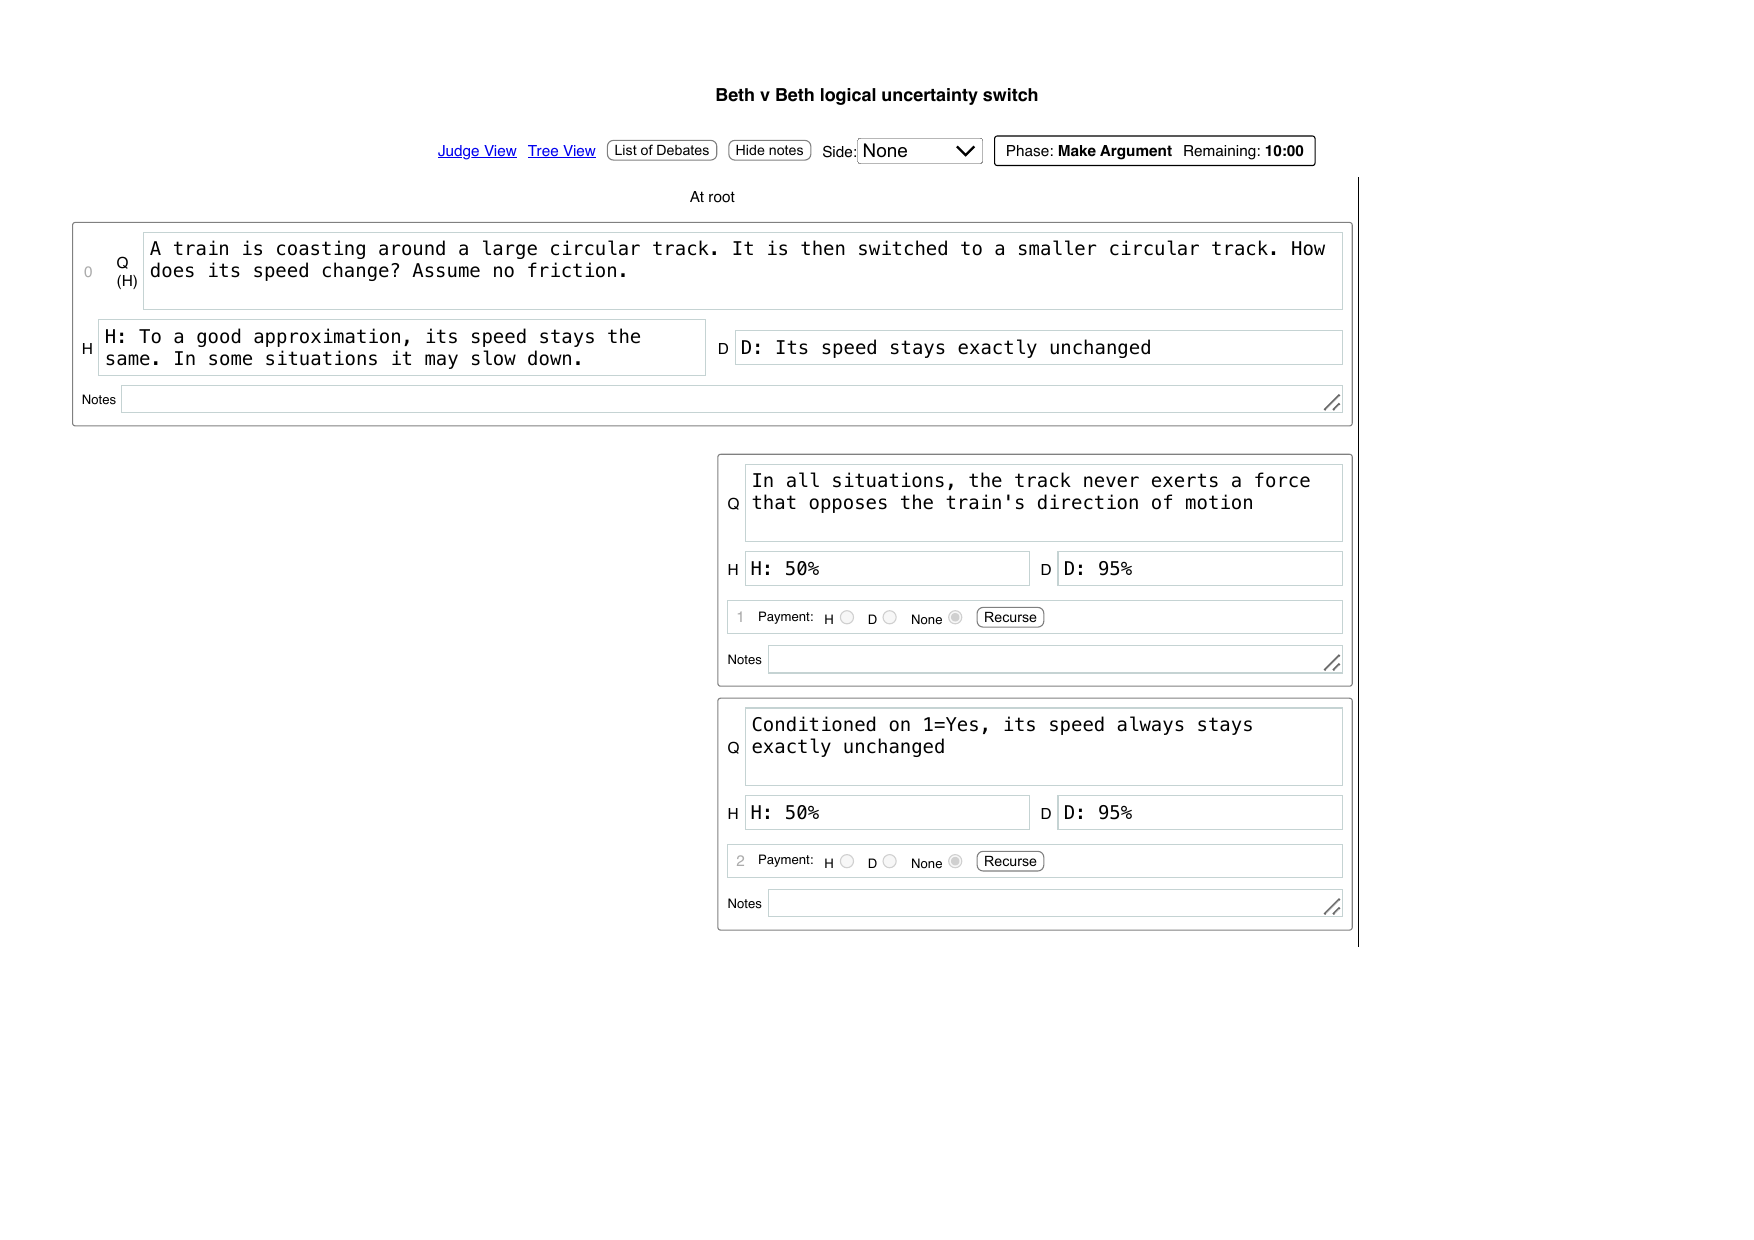 Beth v Beth logical uncertainty switch
Judge View Tree View List of Debates Hide notes Side: None Phase: Make Argument Remaining: 10:00
At root
0 Q (H) A train is coasting around a large circular track. It is then switched to a smaller circular track. How
does its speed change? Assume no friction.
H H: To a good approximation, its speed stays the
same. In some situations it may slow down.
D D: Its speed stays exactly unchanged
Notes
Q In all situations, the track never exerts a force
that opposes the train's direction of motion
H H: 50% D D: 95%
1 Payment: H D None Recurse
Notes
Q Conditioned on 1=Yes, its speed always stays
exactly unchanged
H H: 50% D D: 95%
2 Payment: H D None Recurse
Notes